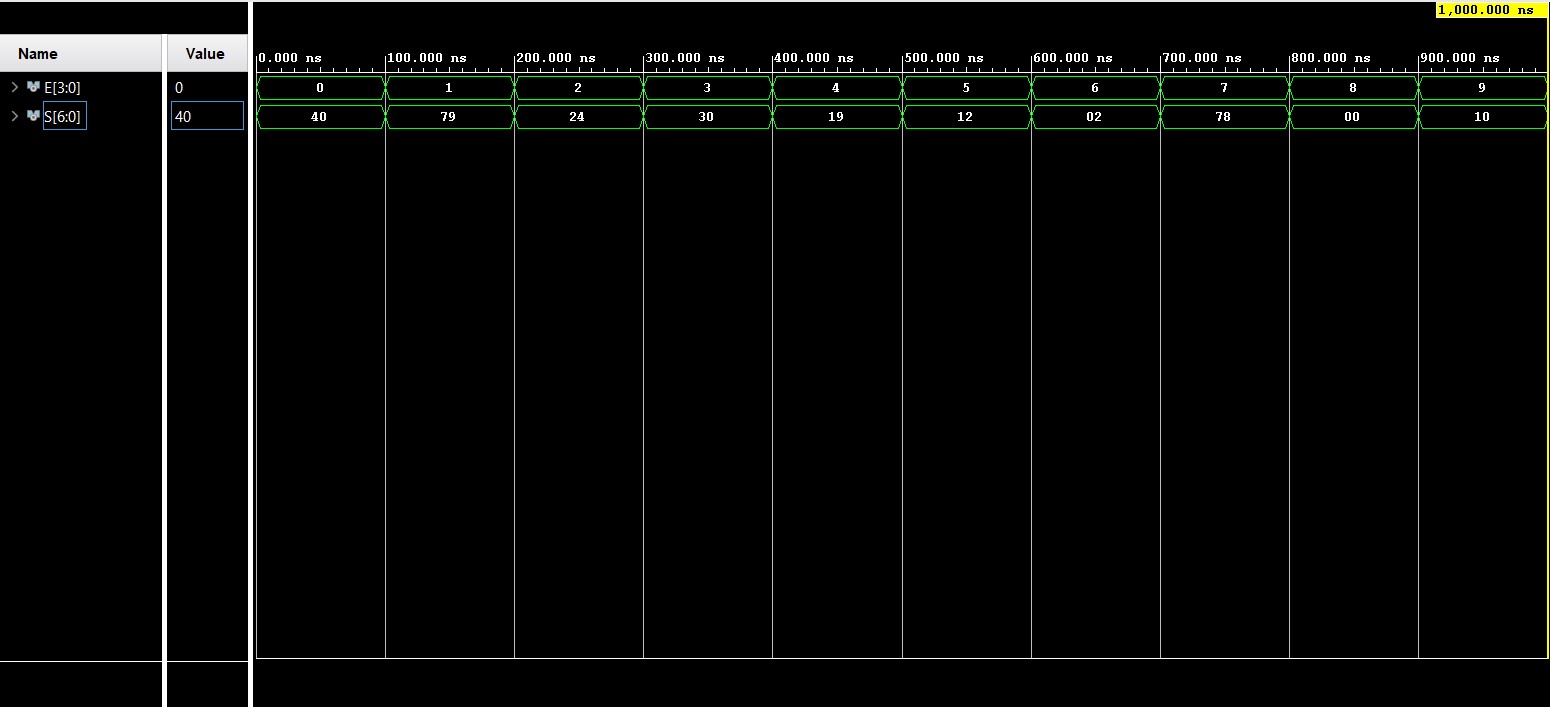 1,000.000 ns
Name Value
0.000 ns 100.000 ns 200.000 ns 300.000 ns 400.000 ns 500.000 ns 600.000 ns 700.000 ns 800.000 ns 900.000 ns
E[3:0] 0 0 1 2 3 4 5 6 7 8 9
S[6:0] 40 40 79 24 30 19 12 02 78 00 10